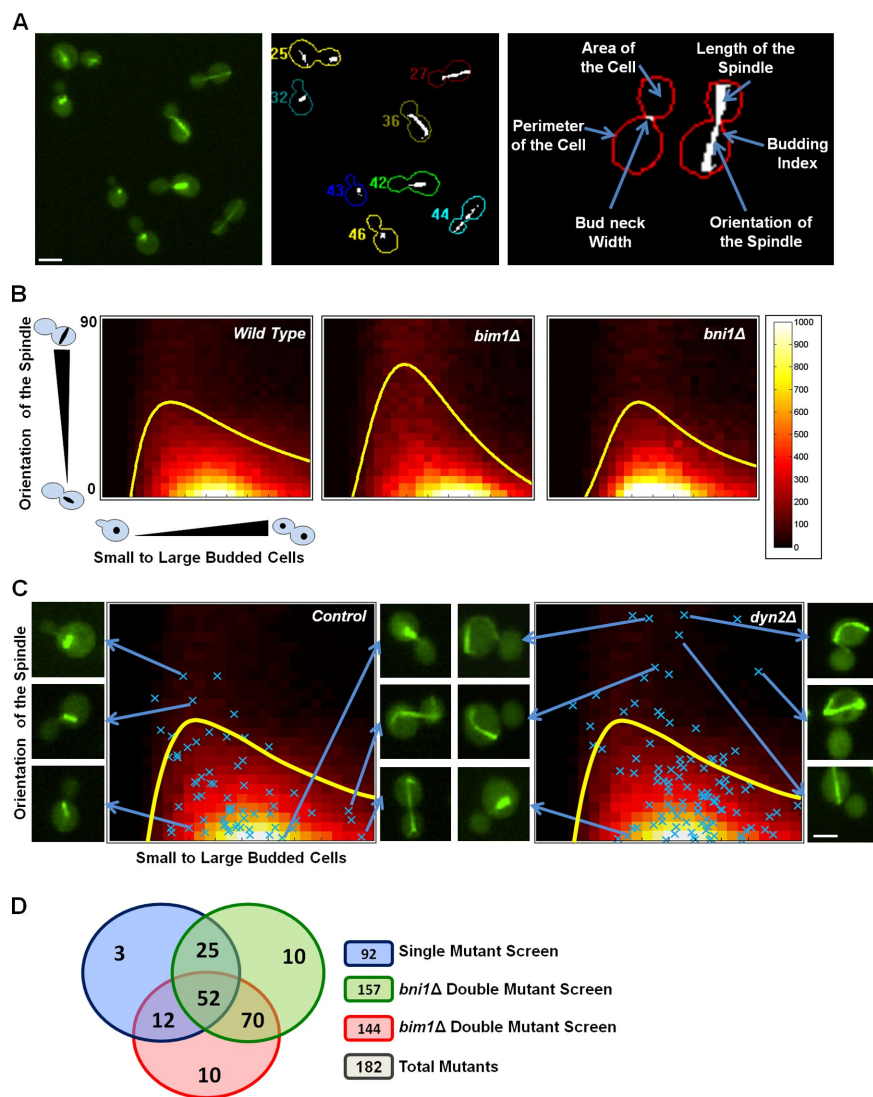 A
25
27
32
36
43
42
44
46
Area of
the Cell
Length of the
Spindle
Perimeter
of the Cell
Budding
Index
Bud neck
Width
Orientation of
the Spindle
B
Orientation of the Spindle
90
0
Wild Type
bim1Δ
bni1Δ
1000
900
800
700
600
500
400
300
200
100
0
Small to Large Budded Cells
C
Orientation of the Spindle
Control
dyn2Δ
Small to Large Budded Cells
D
3
25
10
52
12
70
10
92 Single Mutant Screen
157 bni1Δ Double Mutant Screen
144 bim1Δ Double Mutant Screen
182 Total Mutants